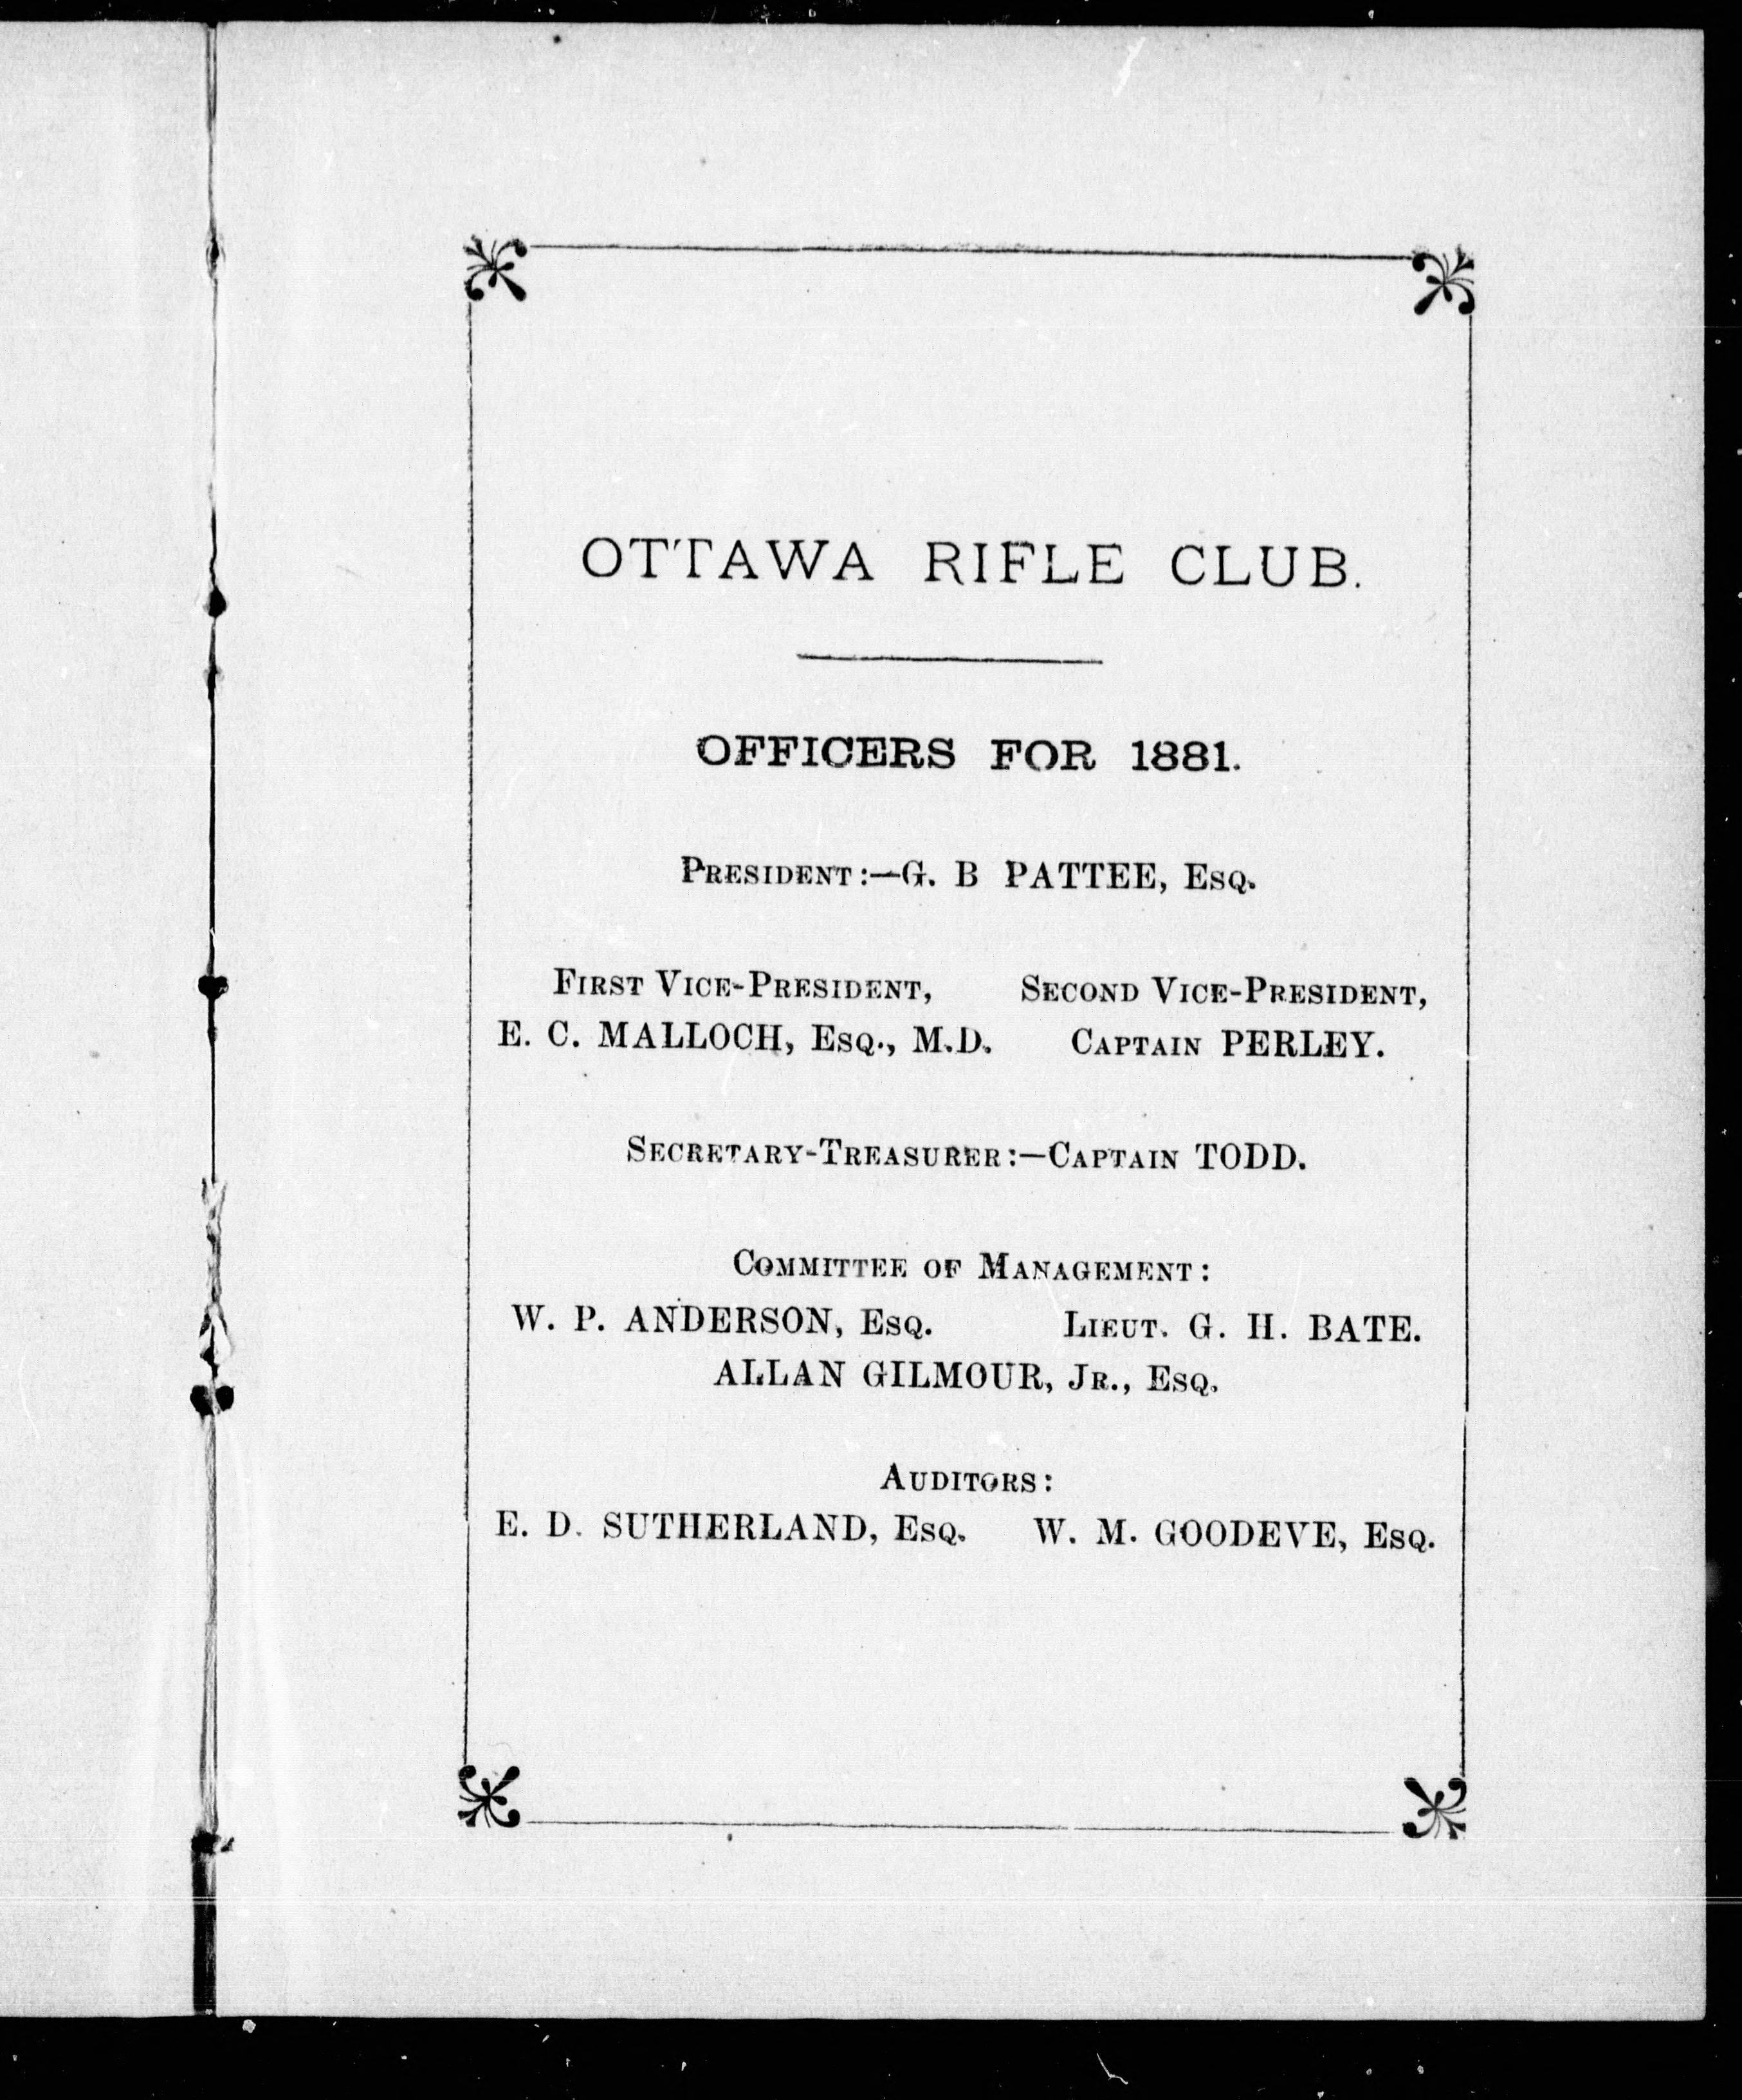 OTTAWA RIFLE CLUB.
OFFICERS FOR 1881.
PRESIDENT:—G. B PATTEE, ESQ.
FIRST VICE-PRESIDENT, SECOND VICE-PRESIDENT,
E. C. MALLOCH, ESQ., M.D. CAPTAIN PERLEY.
SECRETARY-TREASURER:—CAPTAIN TODD.
COMMITTEE OF MANAGEMENT:
W. P. ANDERSON, ESQ. LIEUT. G. H. BATE.
ALLAN GILMOUR, JR., ESQ.
AUDITORS:
E. D. SUTHERLAND, ESQ. W. M. GOODEVE, ESQ.